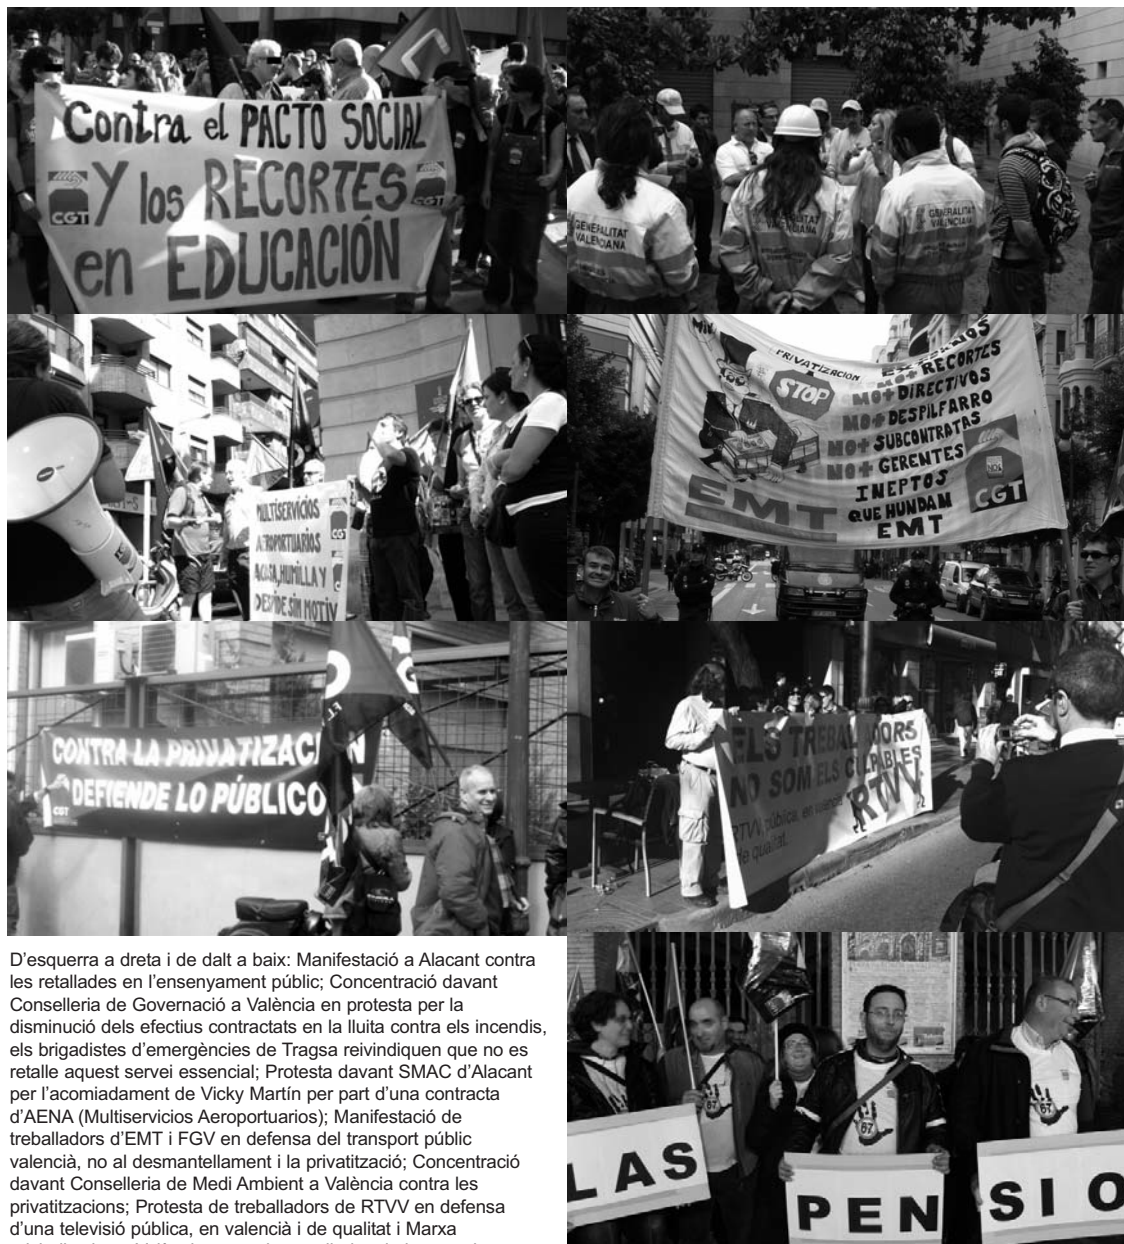 Contra el PACTO SOCIAL
Y los RECORTES
en EDUCACIÓN
CGT
CGT
GENERALITAT
VALENCIANA
GENERALITAT
VALENCIANA
GENERALITAT
VALENCIANA
MULTISERVICIOS
AEROPORTUARIOS
ACOSA, HUMILLA Y
DESPIDE SIN MOTIV
PRIVATIZACIÓN
STOP
NO+ RECORTES
NO+ DIRECTIVOS
NO+ DESPILFARRO
NO+ SUBCONTRATAS
NO+ GERENTES
INEPTOS
QUE HUNDAM
EMT
EMT
CGT
CONTRA LA PRIVATIZAC
DEFIENDE LO PÚBLICO
CGT
ELS TREBALLADORS
NO SOM ELS CULPABLES
RTVV pública, en valencià
de qualitat.
RTVV
D'esquerra a dreta i de dalt a baix: Manifestació a Alacant contra
les retallades en l'ensenyament públic; Concentració davant
Conselleria de Governació a València en protesta per la
disminució dels efectius contractats en la lluita contra els incendis,
els brigadistes d'emergències de Tragsa reivindiquen que no es
retalle aquest servei essencial; Protesta davant SMAC d'Alacant
per l'acomiadament de Vicky Martín per part d'una contracta
d'AENA (Multiservicios Aeroportuarios); Manifestació de
treballadors d'EMT i FGV en defensa del transport públic
valencià, no al desmantellament i la privatització; Concentració
davant Conselleria de Medi Ambient a València contra les
privatitzacions; Protesta de treballadors de RTVV en defensa
d'una televisió pública, en valencià i de qualitat i Marxa
67
67
67
LAS
PEN
SIO